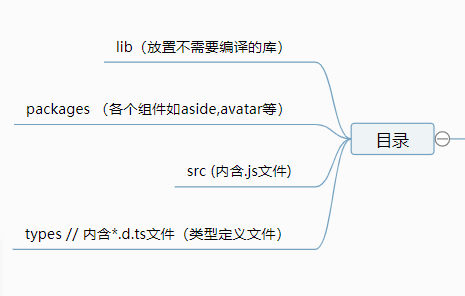 lib（放置不需要编译的库）
packages （各个组件如aside,avatar等）
目录
src (内含.js文件)
types // 内含*.d.ts文件（类型定义文件）